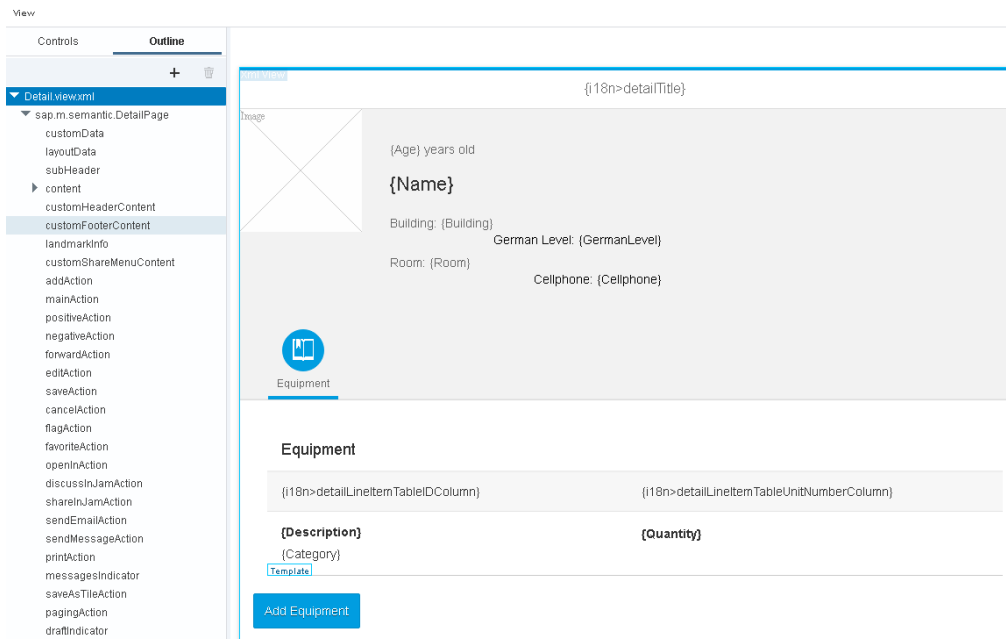 View
Controls Outline
+
Detail.view.xml
sap.m.semantic.DetailPage
customData
layoutData
subHeader
content
customHeaderContent
customFooterContent
landmarkInfo
customShareMenuContent
addAction
mainAction
positiveAction
negativeAction
forwardAction
editAction
saveAction
cancelAction
flagAction
favoriteAction
openInAction
discussInJamAction
shareInJamAction
sendEmailAction
sendMessageAction
printAction
messagesIndicator
saveAsTileAction
pagingAction
draftIndicator
Xml View
{i18n>detailTitle}
Image
{Age} years old
{Name}
Building: {Building}
German Level: {GermanLevel}
Room: {Room}
Cellphone: {Cellphone}
Equipment
Equipment
{i18n>detailLineItemTableIDColumn} {i18n>detailLineItemTableUnitNumberColumn}
{Description} {Quantity}
{Category}
Template
Add Equipment